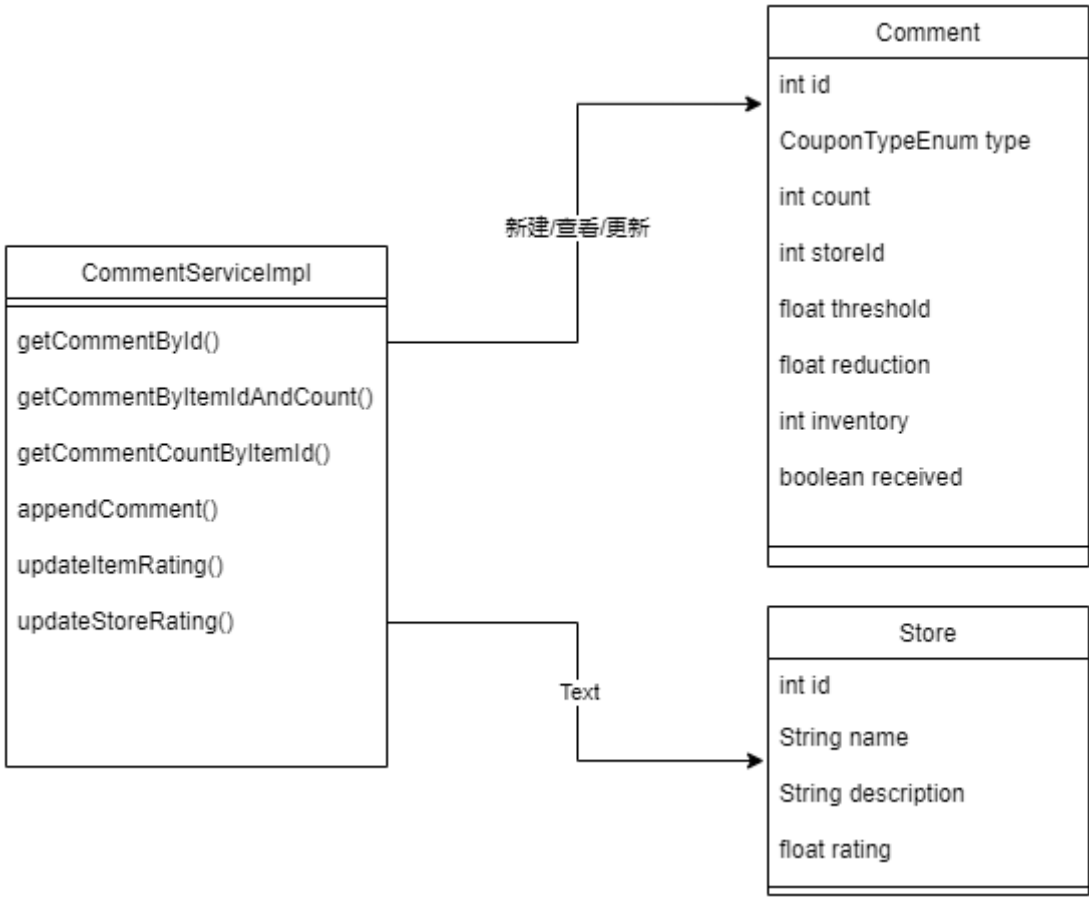 CommentServiceImpl
getCommentById()
getCommentByItemIdAndCount()
getCommentCountByItemId()
appendComment()
updateItemRating()
updateStoreRating()
新建/查看/更新
Text
Comment
int id
CouponTypeEnum type
int count
int storeId
float threshold
float reduction
int inventory
boolean received
Store
int id
String name
String description
float rating